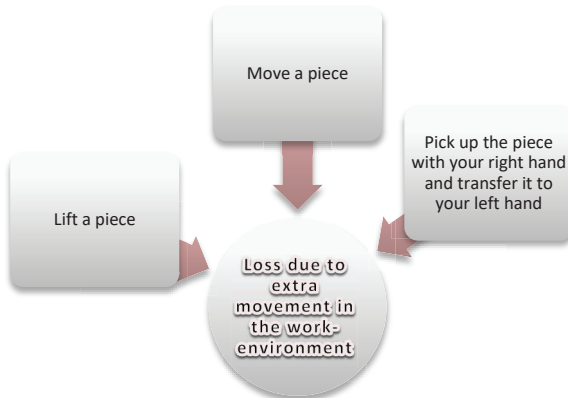 Move a piece
Pick up the piece
with your right hand
and transfer it to
your left hand
Lift a piece
Loss due to
extra
movement in
the work-
environment